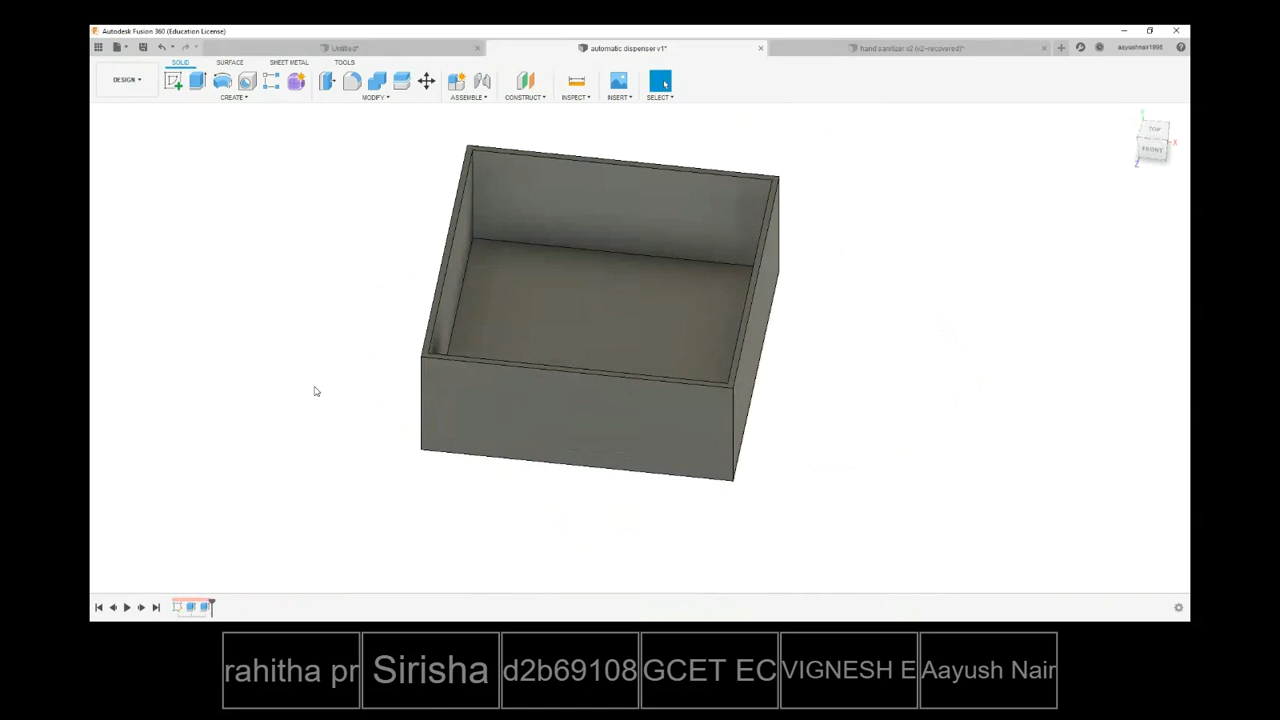 Autodesk Fusion 360 (Education License)
Untitled*
automatic dispenser v1*
hand sanitizer v2 (v2~recovered)*
aayushnair1998
SOLID
SURFACE
SHEET METAL
TOOLS
DESIGN
CREATE
MODIFY
ASSEMBLE
CONSTRUCT
INSPECT
INSERT
SELECT
TOP
FRONT
X
Y
Z
rahitha pr
Sirisha
d2b69108
GCET EC
VIGNESH E
Aayush Nair